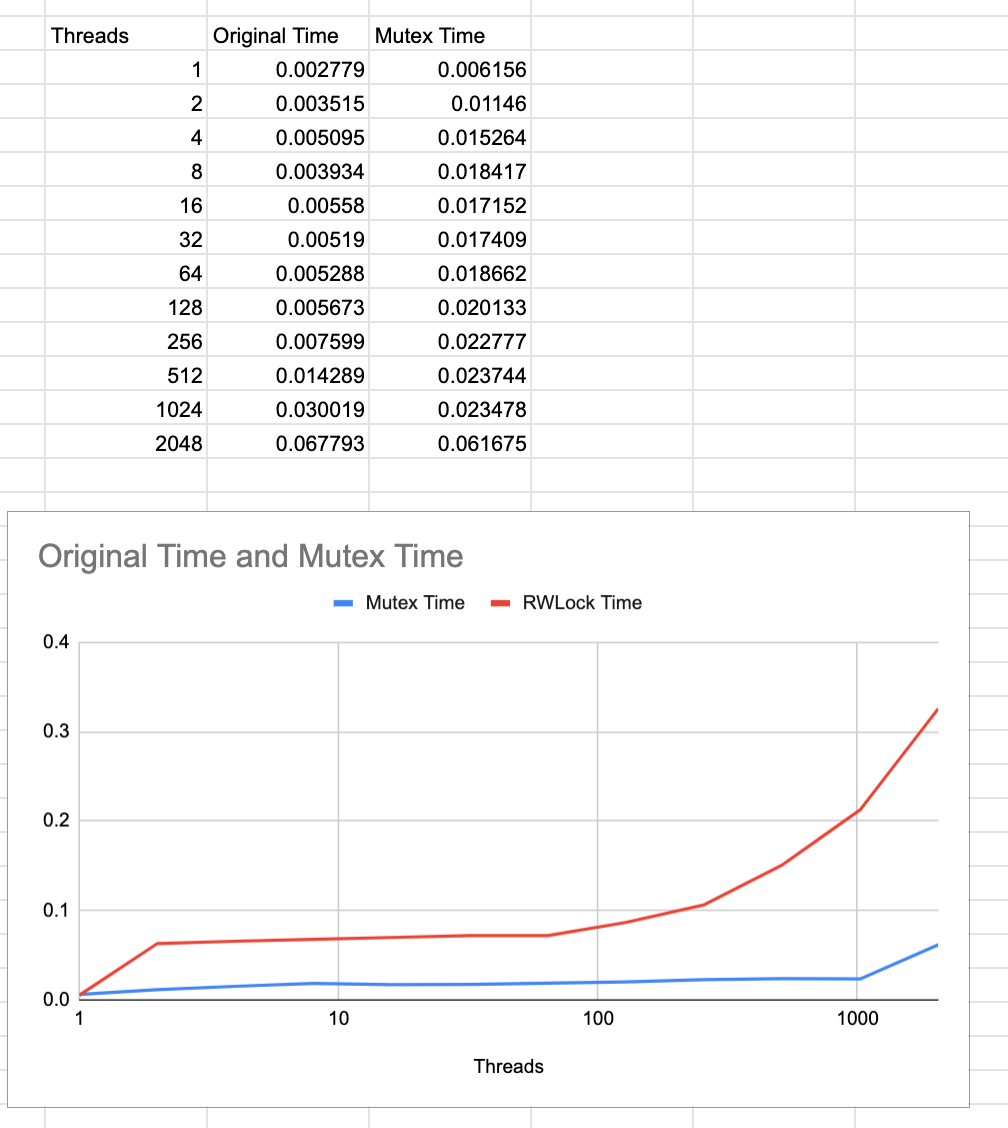 Threads Original Time Mutex Time
1 0.002779 0.006156
2 0.003515 0.01146
4 0.005095 0.015264
8 0.003934 0.018417
16 0.00558 0.017152
32 0.00519 0.017409
64 0.005288 0.018662
128 0.005673 0.020133
256 0.007599 0.022777
512 0.014289 0.023744
1024 0.030019 0.023478
2048 0.067793 0.061675
Original Time and Mutex Time
Mutex Time RWLock Time
0.4
0.3
0.2
0.1
0.0
1 10 100 1000
Threads